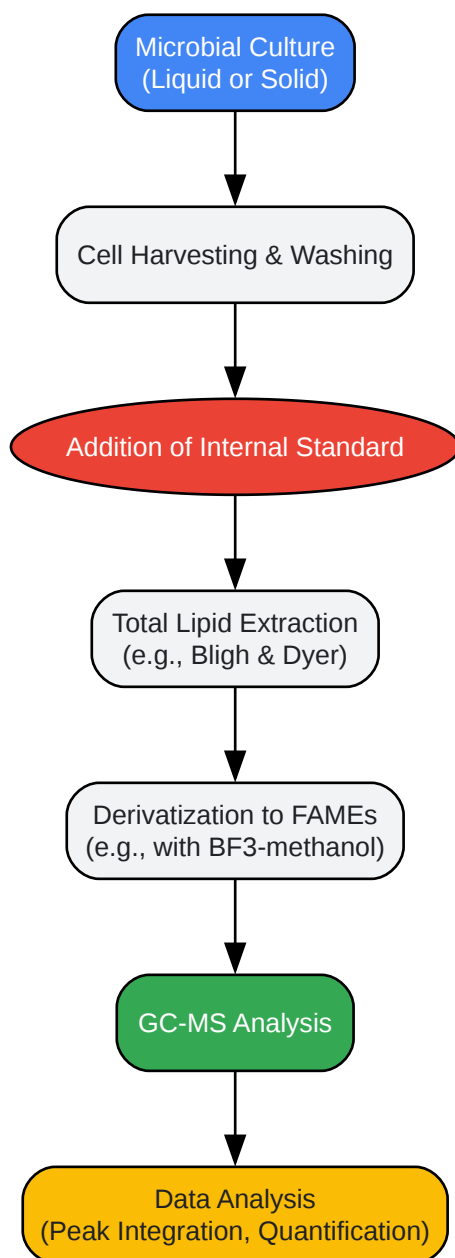 Microbial Culture
(Liquid or Solid)
Cell Harvesting & Washing
Addition of Internal Standard
Total Lipid Extraction
(e.g., Bligh & Dyer)
Derivatization to FAMEs
(e.g., with BF3-methanol)
GC-MS Analysis
Data Analysis
(Peak Integration, Quantification)